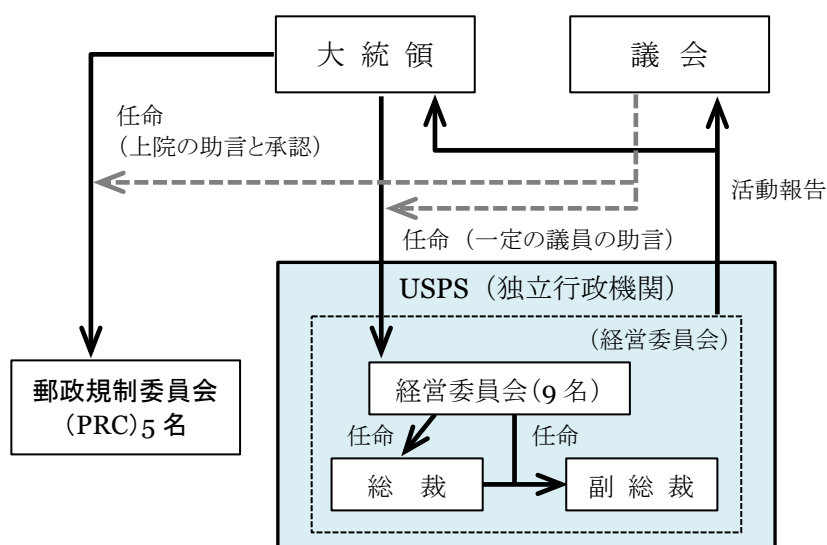 大 統 領
議 会
任命
(上院の助言と承認)
活動報告
任命 (一定の議員の助言)
USPS (独立行政機関)
(経営委員会)
郵政規制委員会
(PRC)5 名
経営委員会(9 名)
任命
任命
総 裁
副 総 裁